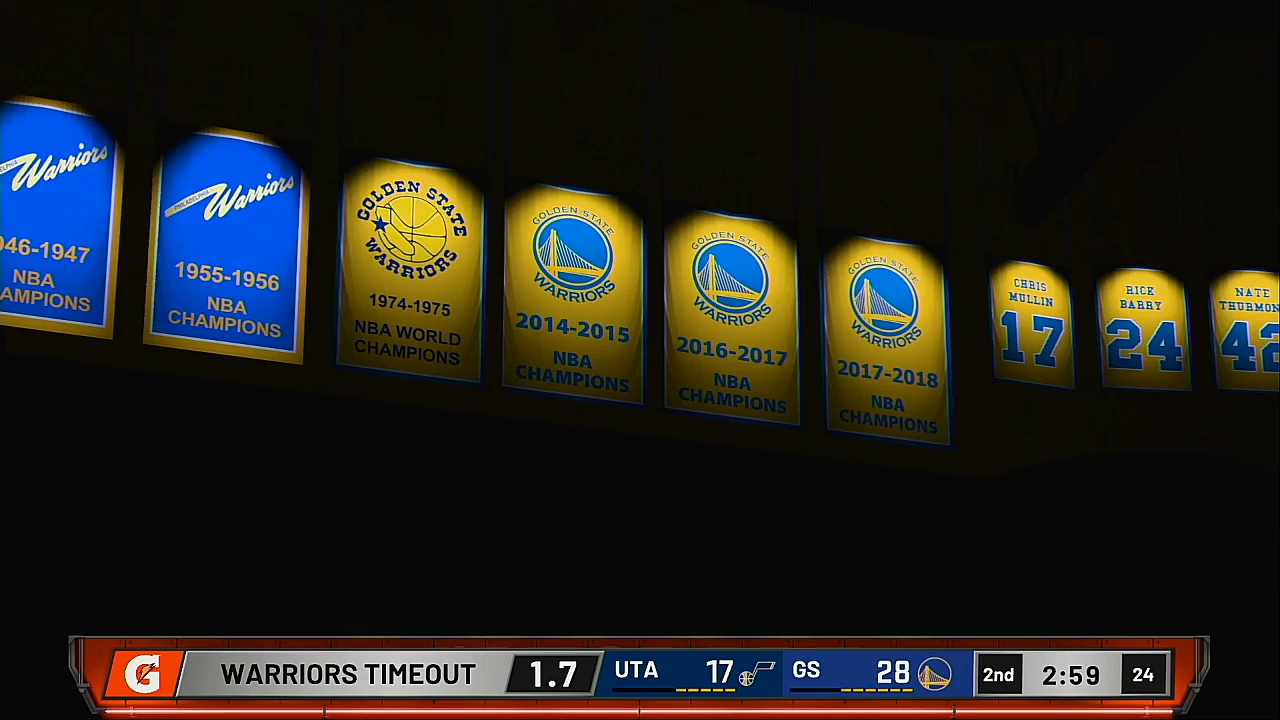 Warriors
946-1947
NBA
AMPIONS
PHILADELPHIA
Warriors
1955-1956
NBA
CHAMPIONS
GOLDEN STATE
WARRIORS
1974-1975
NBA WORLD
CHAMPIONS
GOLDEN STATE
WARRIORS
2014-2015
NBA
CHAMPIONS
GOLDEN STATE
WARRIORS
2016-2017
NBA
CHAMPIONS
GOLDEN STATE
WARRIORS
2017-2018
NBA
CHAMPIONS
CHRIS
MULLIN
17
RICK
BARRY
24
NATE
THURMON
42
G WARRIORS TIMEOUT 1.7 UTA 17 GS 28 2nd 2:59 24